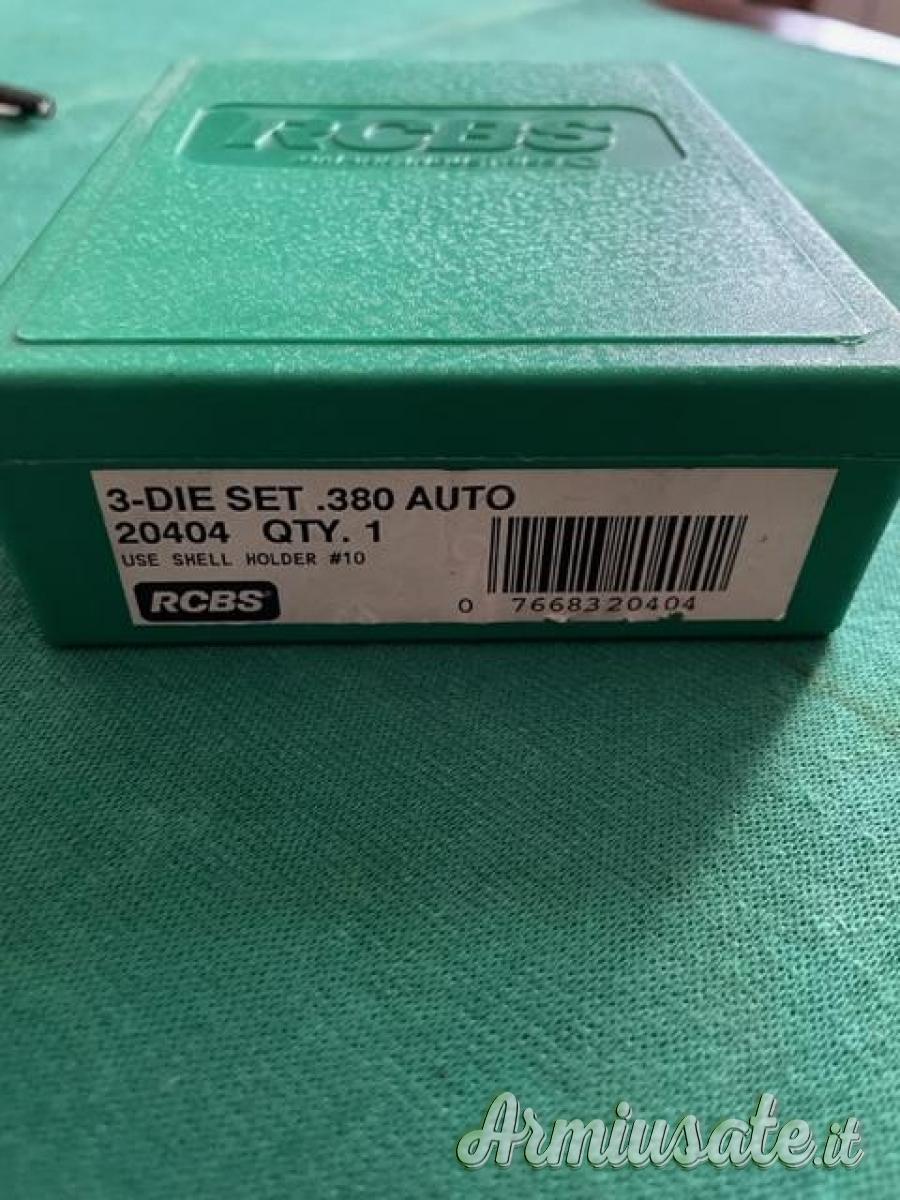 RCBS
3-DIE SET .380 AUTO
20404 QTY. 1
USE SHELL HOLDER #10
RCBS
0 7668320404
Armiusate.it